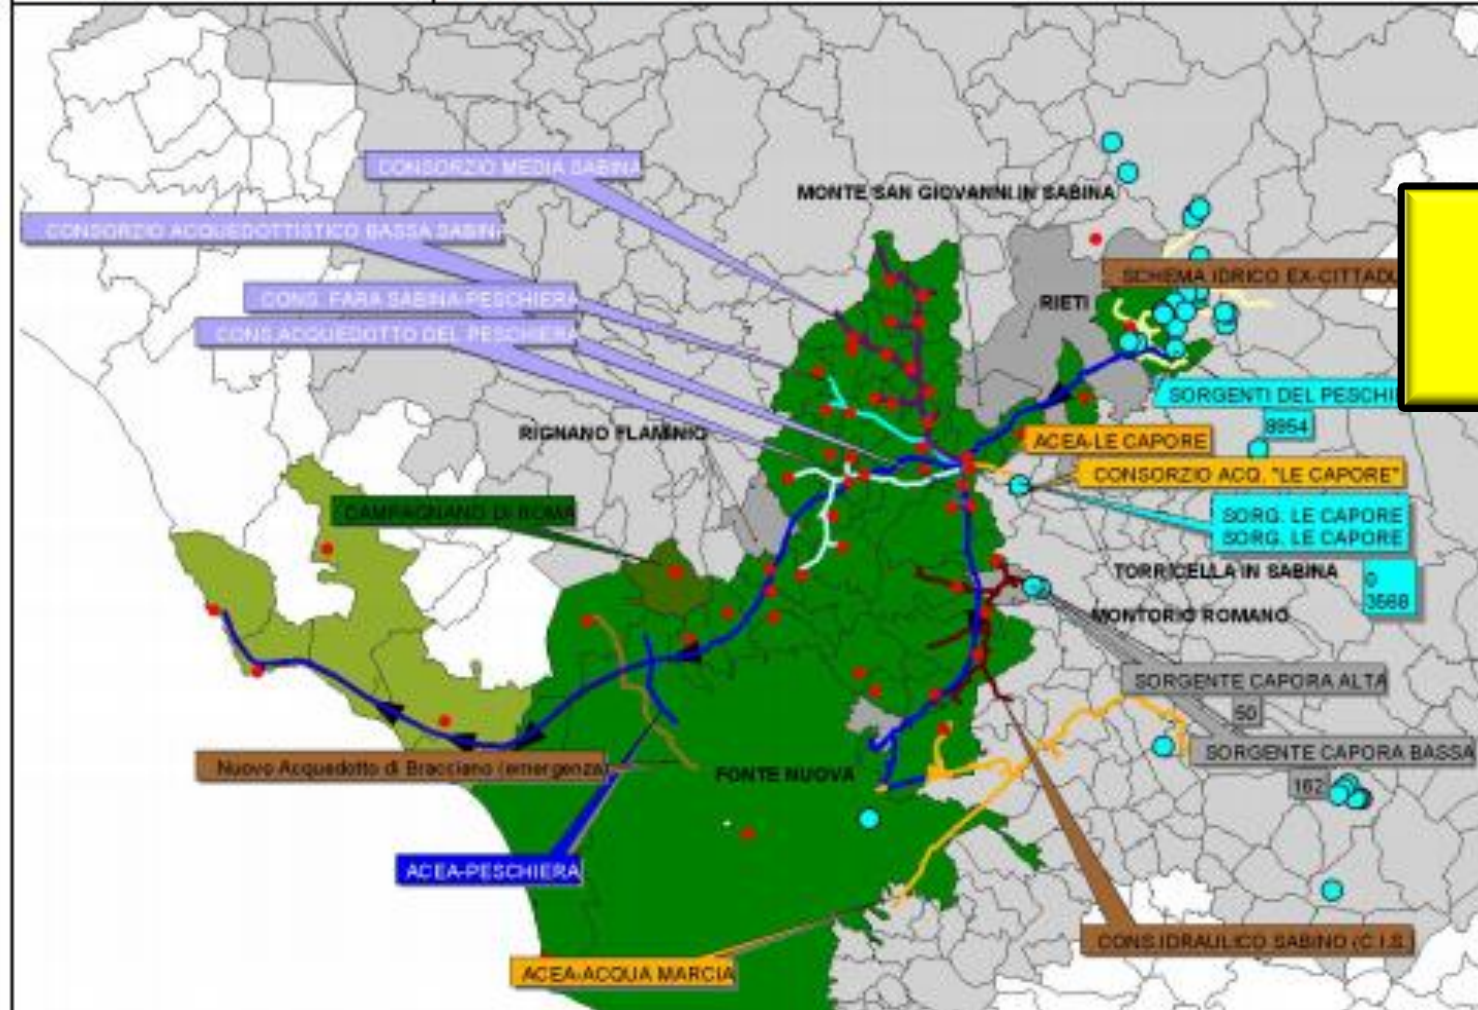 CONSORZIO MEDIA SABINA
MONTE SAN GIOVANNI IN SABINA
CONSORZIO ACQUEDOTTISTICO BASSA SABIN
SCHEMA IDRICO EX-CITTADU
CONS. FARA SABINA-PESCHIERA
RIETI
CONS.ACQUEDOTTO DEL PESCHIERA
SORGENTI DEL PESCHI
8954
RIGNANO FLAMINIO
ACEA-LE CAPORE
CONSORZIO ACQ. "LE CAPORE"
CAMPAGNANO DI ROMA
SORG. LE CAPORE
SORG. LE CAPORE
TORRICELLA IN SABINA
0
3568
MONTORIO ROMANO
SORGENTE CAPORA ALTA
50
SORGENTE CAPORA BASSA
162
Nuovo Acquedotto di Bracciano (emergenza)
FONTE NUOVA
ACEA-PESCHIERA
CONS.IDRAULICO SABINO (C.I.S.)
ACEA-ACQUA MARCIA